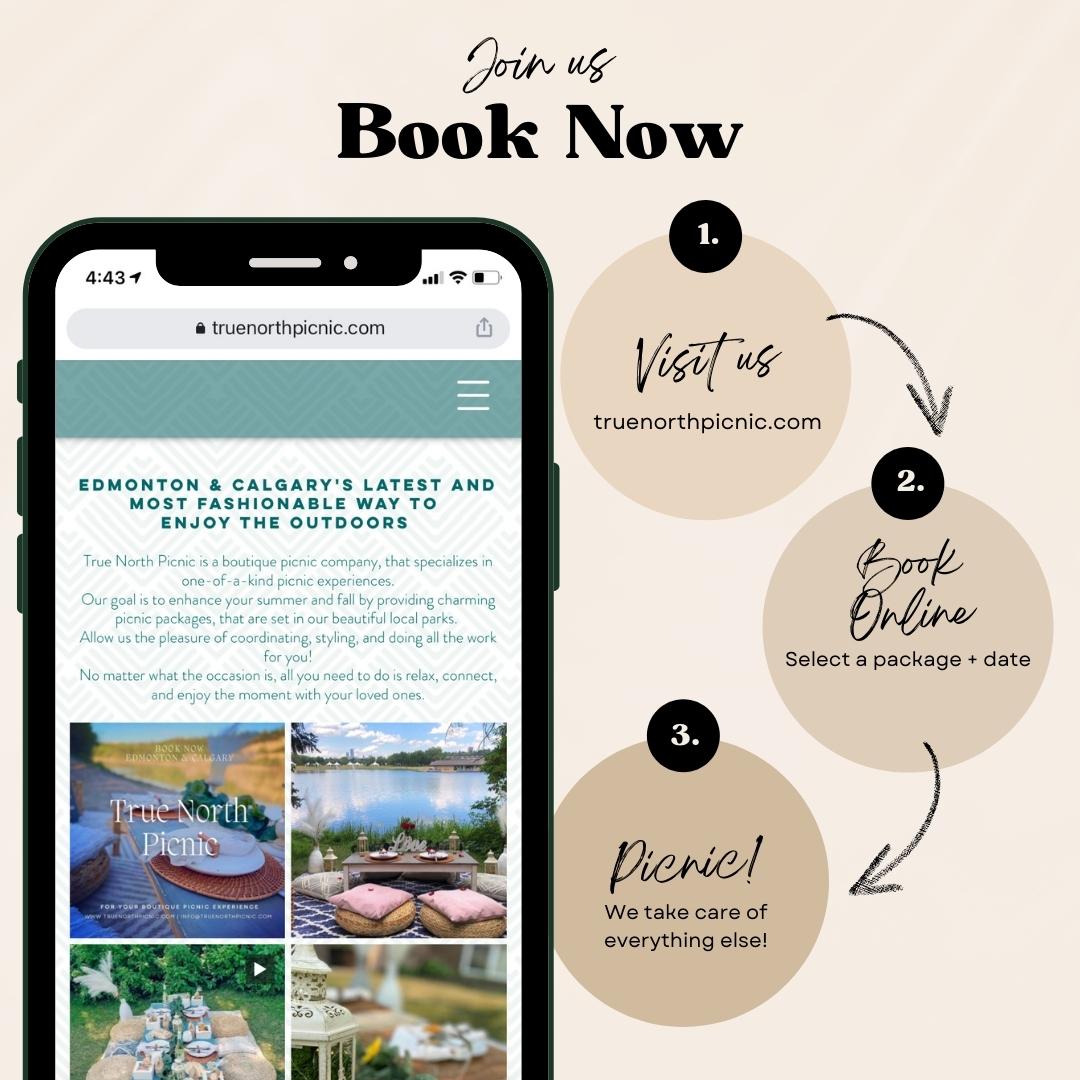 Join us
Book Now
4:43
truenorthpicnic.com
EDMONTON & CALGARY'S LATEST AND
MOST FASHIONABLE WAY TO
ENJOY THE OUTDOORS
True North Picnic is a boutique picnic company, that specializes in
one-of-a-kind picnic experiences.
Our goal is to enhance your summer and fall by providing charming
picnic packages, that are set in our beautiful local parks.
Allow us the pleasure of coordinating, styling, and doing all the work
for you!
No matter what the occasion is, all you need to do is relax, connect,
and enjoy the moment with your loved ones.
BOOK NOW
EDMONTON & CALGARY
True North
Picnic
FOR YOUR BOUTIQUE PICNIC EXPERIENCE
WWW.TRUENORTHPICNIC.COM | INFO@TRUENORTHPICNIC.COM
Love
1.
Visit us
truenorthpicnic.com
2.
Book
Online
Select a package + date
3.
Picnic!
We take care of
everything else!